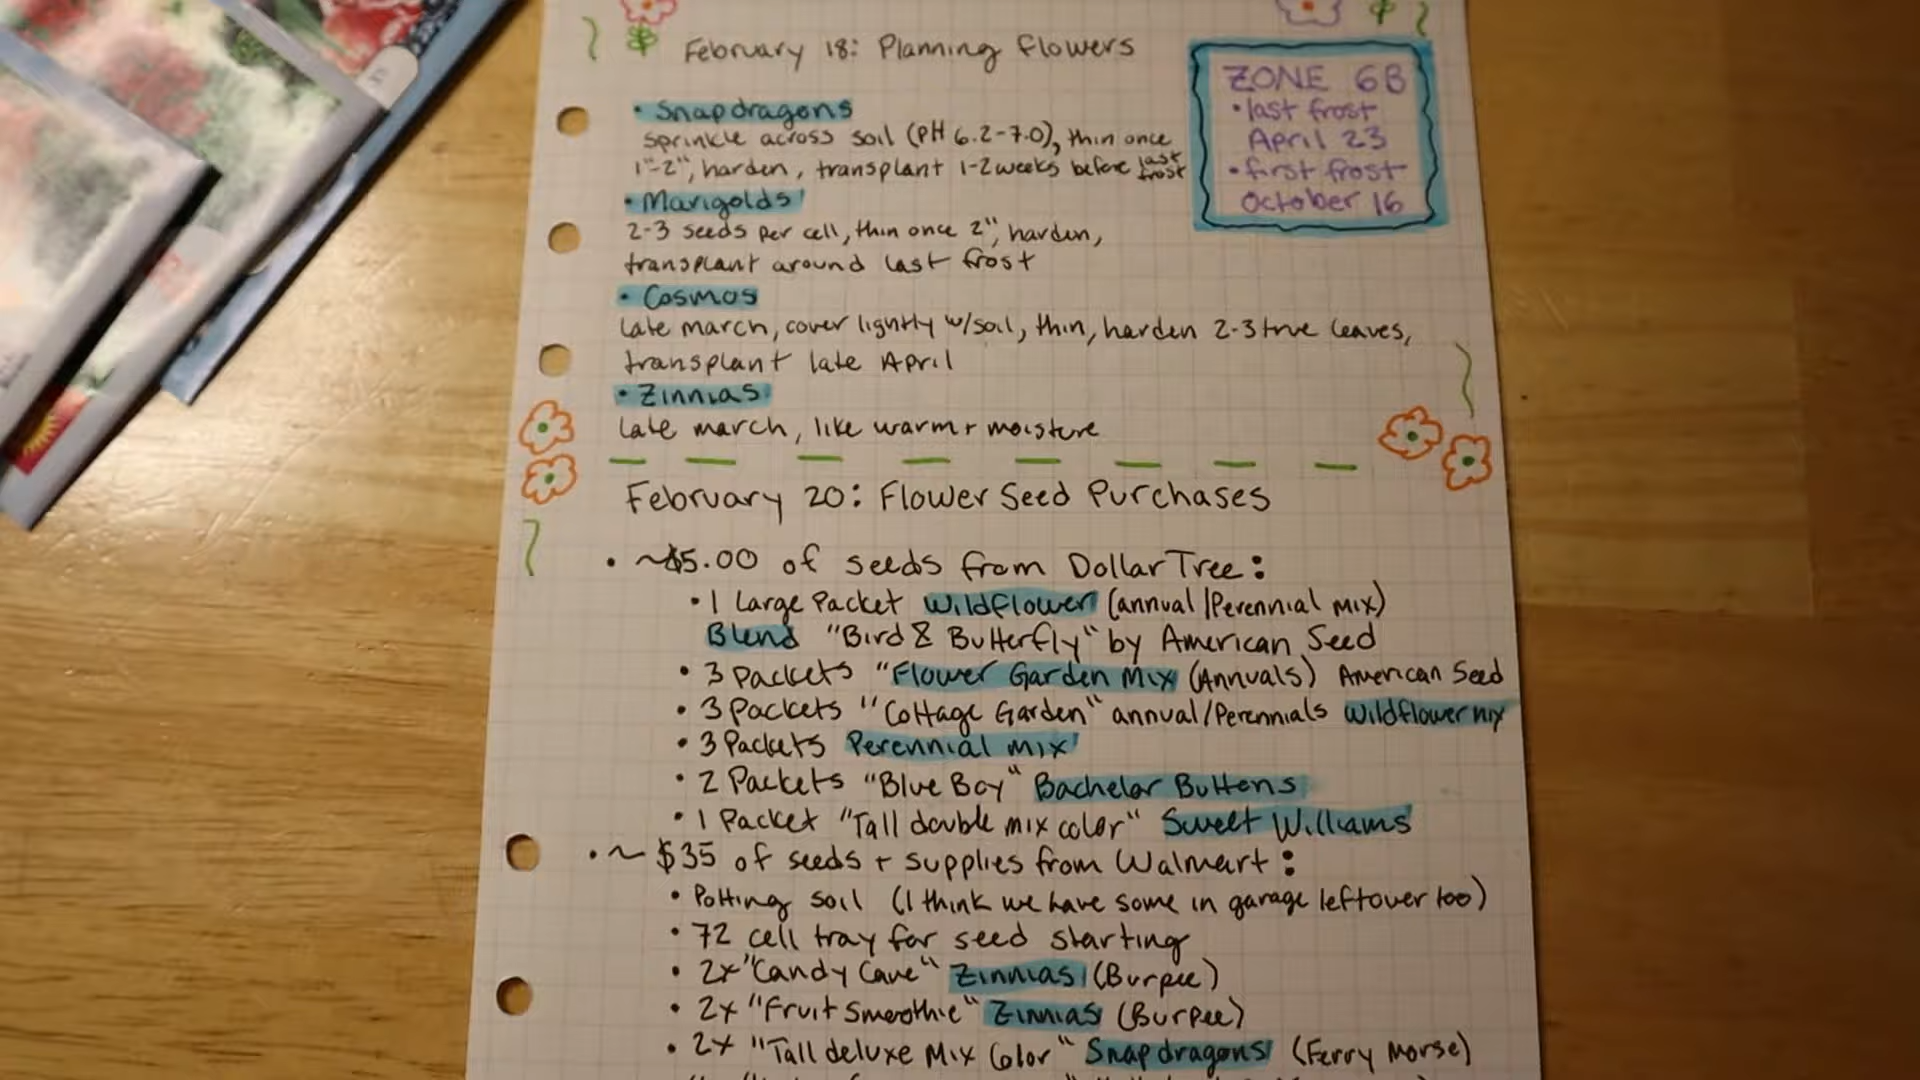 February 18: Planning Flowers
ZONE 6B
• last frost
April 23
• first frost
October 16
• Snapdragons
sprinkle across soil (PH 6.2-7.0), thin once
1"-2", harden, transplant 1-2 weeks before last frost
• Marigolds
2-3 seeds per cell, thin once 2", harden,
transplant around last frost
• Cosmos
late march, cover lightly w/soil, thin, harden 2-3 true leaves,
transplant late April
• Zinnias
late march, like warm + moisture
February 20: Flower Seed Purchases
• ~$5.00 of seeds from Dollar Tree:
• 1 Large Packet Wildflower (annual/Perennial mix)
Blend "Bird & Butterfly" by American Seed
• 3 Packets "Flower Garden Mix (Annuals) American Seed
• 3 Packets "Cottage Garden" annual/Perennials wildflower mix
• 3 Packets Perennial mix
• 2 Packets "Blue Boy" Bachelor Buttons
• 1 Packet "Tall double mix color" Sweet Williams
• ~ $35 of seeds + supplies from Walmart:
• Potting soil (I think we have some in garage leftover too)
• 72 cell tray for seed starting
• 2x "Candy Cane" Zinnias (Burpee)
• 2x "Fruit Smoothie" Zinnias (Burpee)
• 2x "Tall deluxe Mix Color" Snapdragons (Ferry Morse)